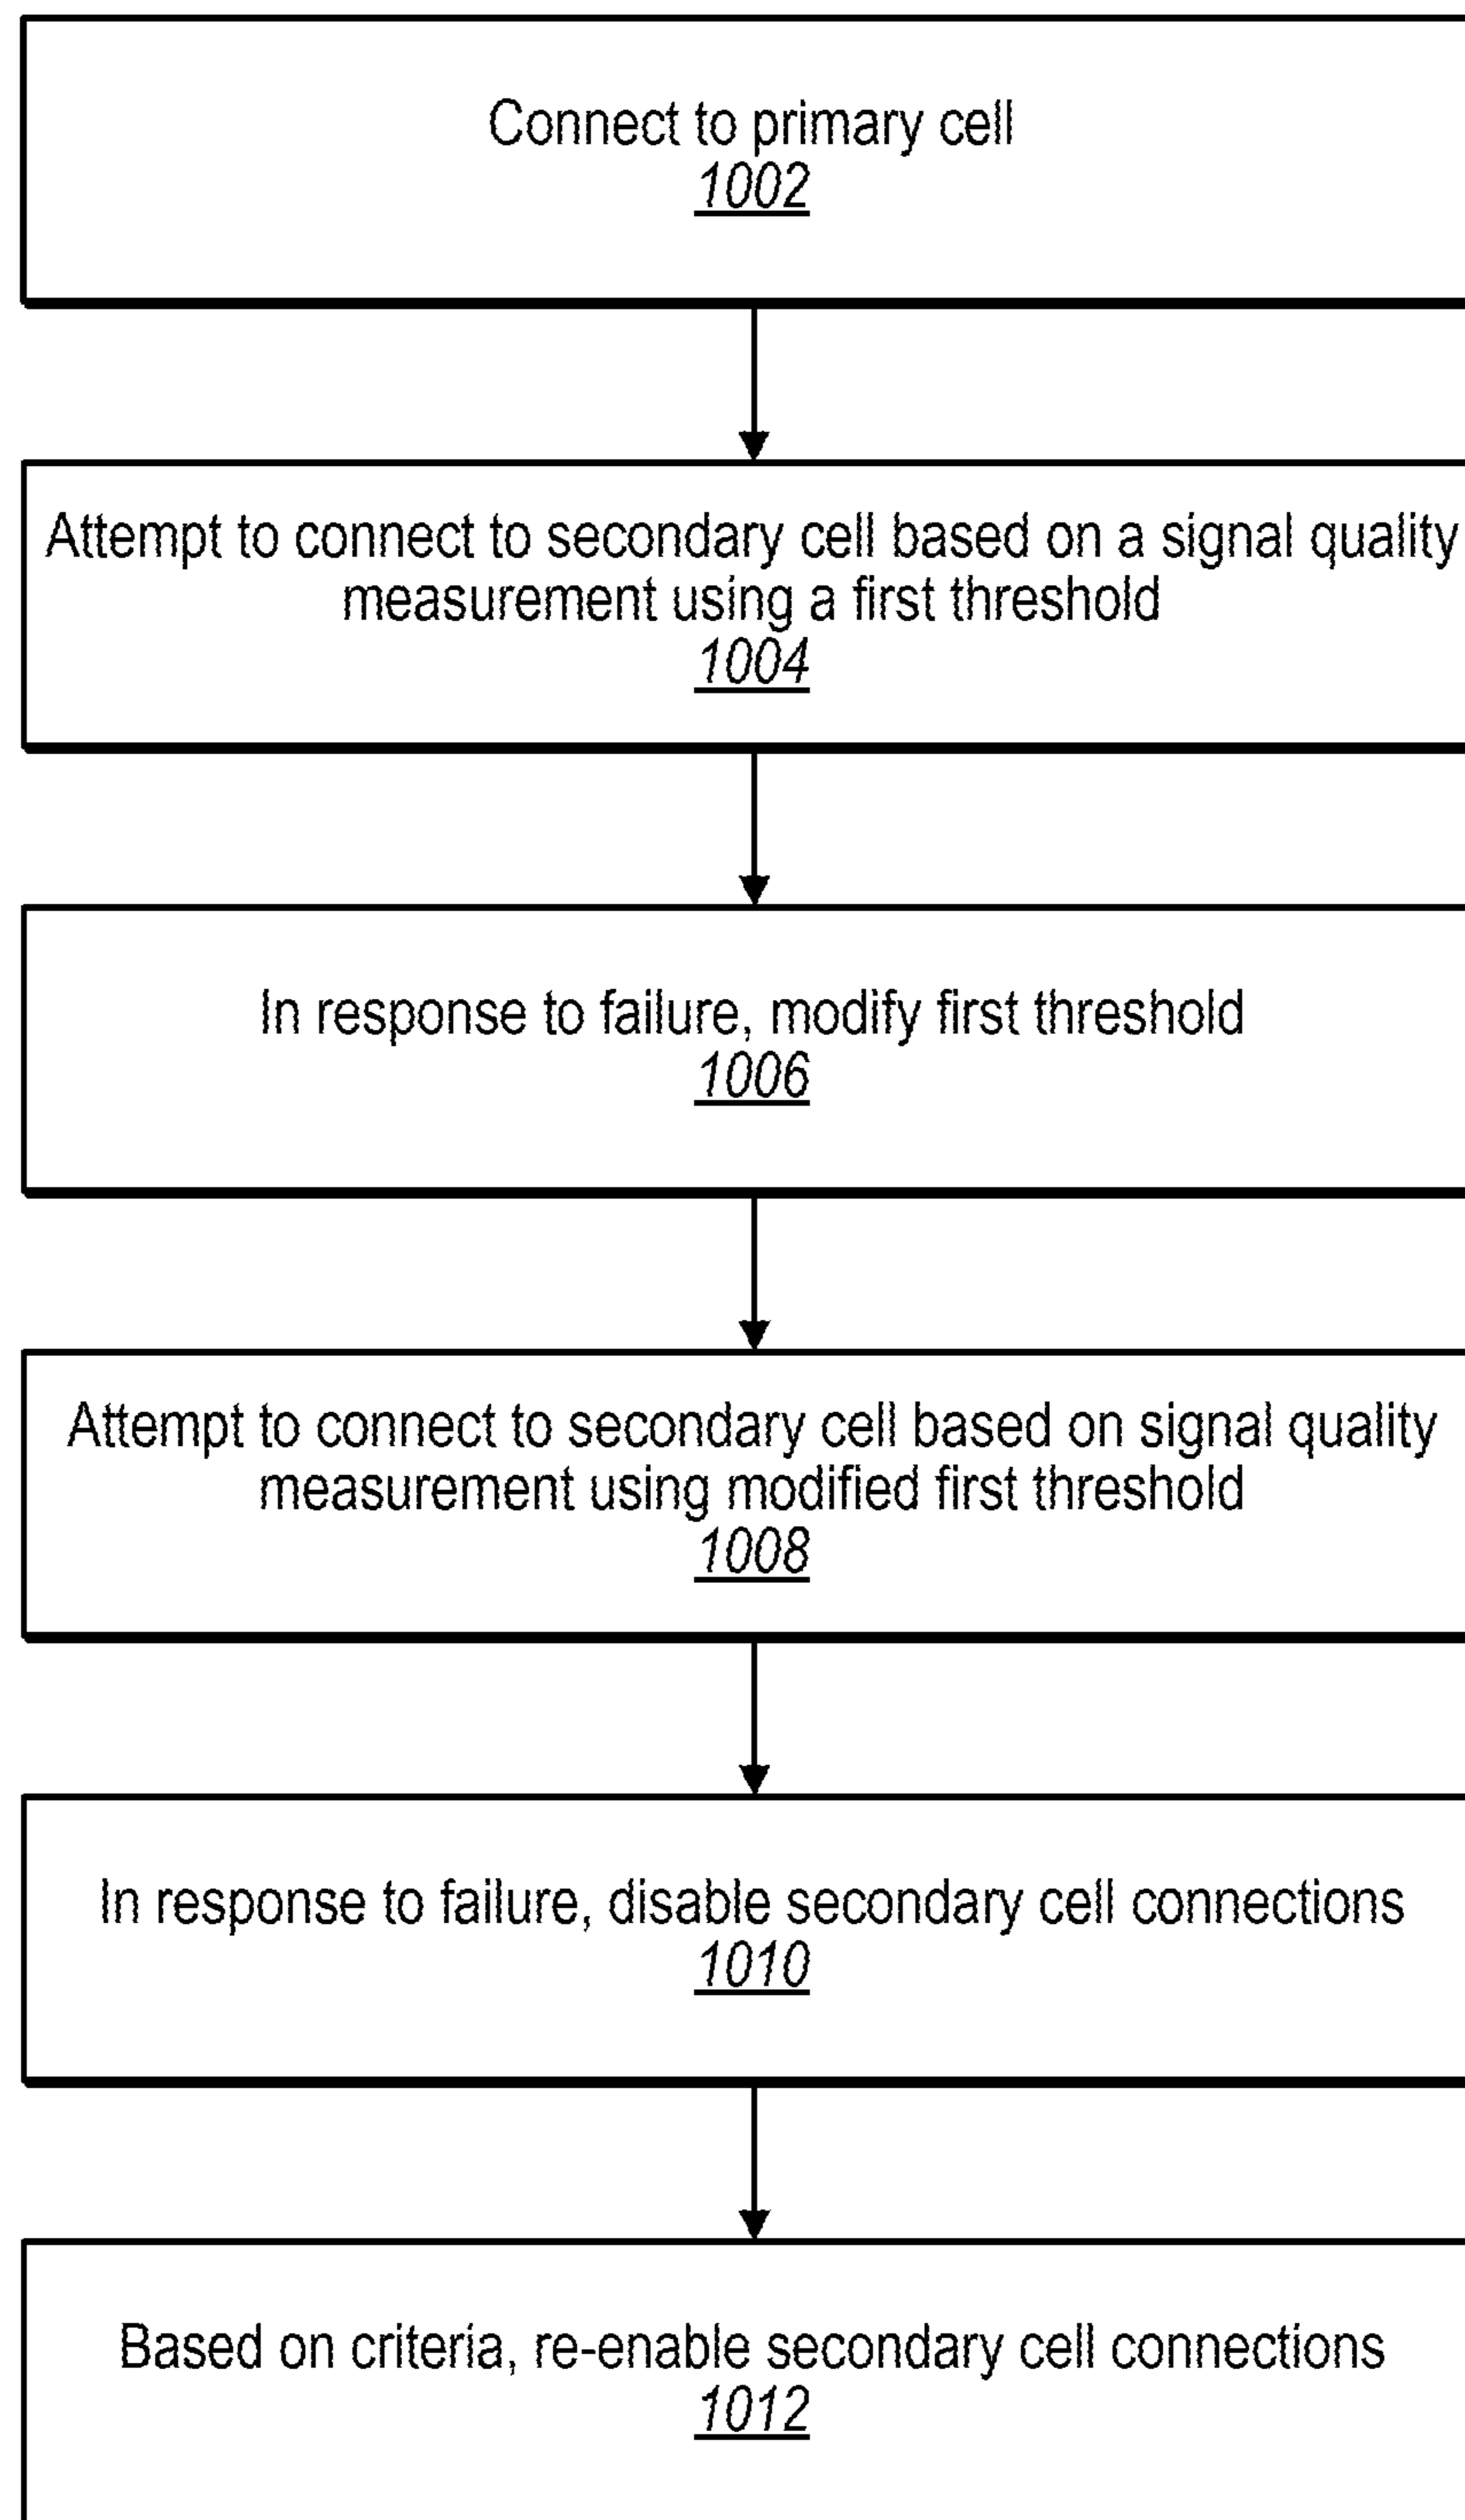 Connect to primary cell
1002
Attempt to connect to secondary cell based on a signal quality
measurement using a first threshold
1004
In response to failure, modify first threshold
1006
Attempt to connect to secondary cell based on signal quality
measurement using modified first threshold
1008
In response to failure, disable secondary cell connections
1010
Based on criteria, re-enable secondary cell connections
1012